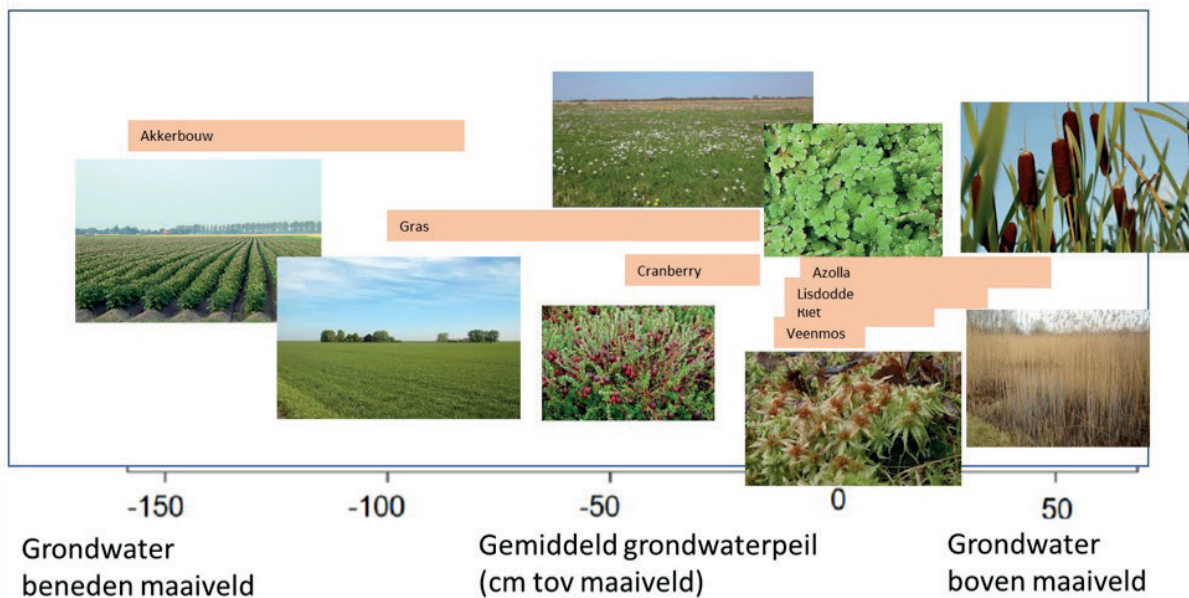 Akkerbouw
Gras
Cranberry
Azolla
Lisdodde
Riet
Veenmos
-150
-100
-50
0
50
Grondwater
beneden maaiveld
Gemiddeld grondwaterpeil
(cm tov maaiveld)
Grondwater
boven maaiveld